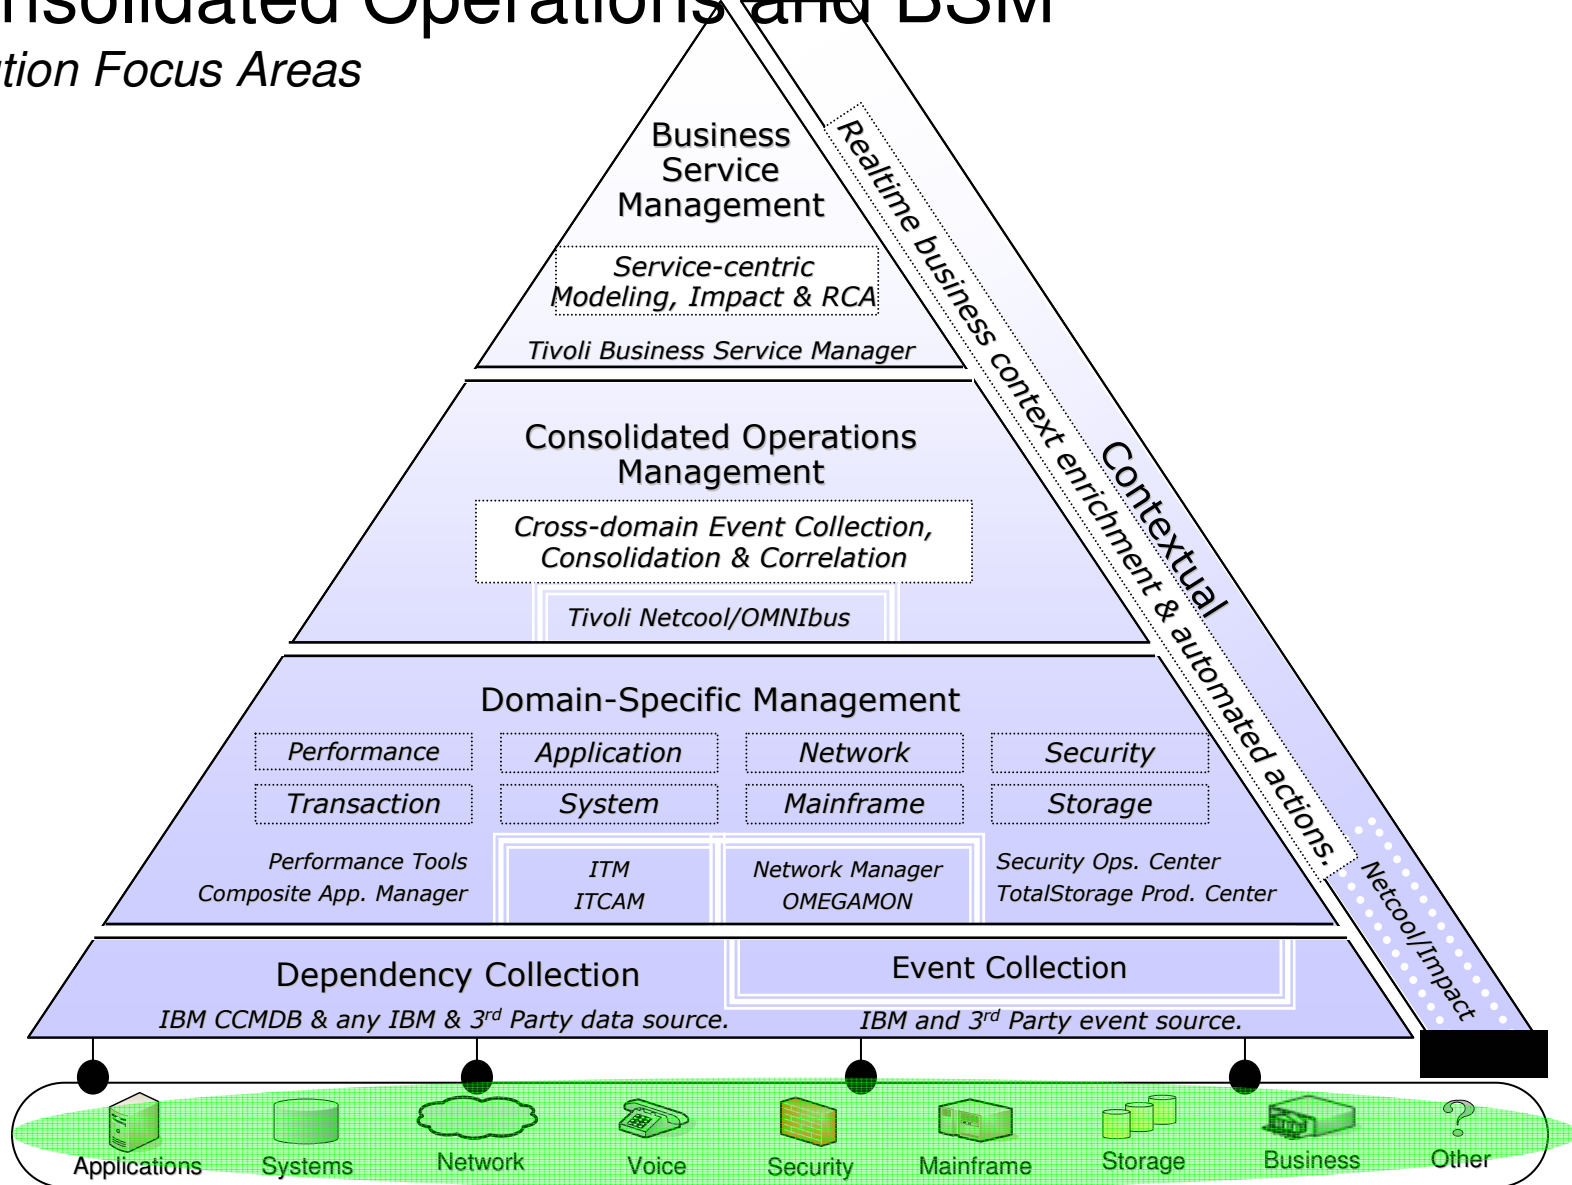 nsolidated Operations and BSM
tion Focus Areas
Business
Service
Management
Service-centric
Modeling, Impact & RCA
Tivoli Business Service Manager
Realtime business context enrichment & automated actions.
Contextual
Netcool/Impact
Consolidated Operations
Management
Cross-domain Event Collection,
Consolidation & Correlation
Tivoli Netcool/OMNIbus
Domain-Specific Management
Performance Application Network Security
Transaction System Mainframe Storage
Performance Tools
Composite App. Manager
ITM
ITCAM
Network Manager
OMEGAMON
Security Ops. Center
TotalStorage Prod. Center
Dependency Collection
IBM CCMDB & any IBM & 3rd Party data source.
Event Collection
IBM and 3rd Party event source.
Applications Systems Network Voice Security Mainframe Storage Business Other